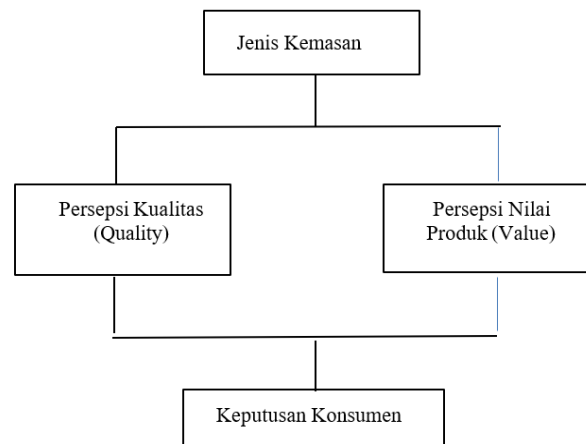 Jenis Kemasan
Persepsi Kualitas
(Quality)
Persepsi Nilai
Produk (Value)
Keputusan Konsumen